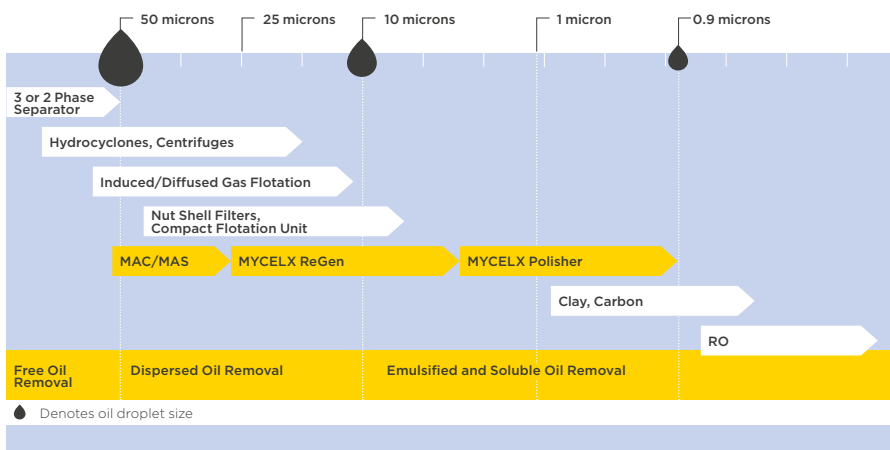 50 microns
25 microns
10 microns
1 micron
0.9 microns
3 or 2 Phase
Separator
Hydrocyclones, Centrifuges
Induced/Diffused Gas Flotation
Nut Shell Filters,
Compact Flotation Unit
MAC/MAS
MYCELX ReGen
MYCELX Polisher
Clay, Carbon
RO
Free Oil
Removal
Dispersed Oil Removal
Emulsified and Soluble Oil Removal
Denotes oil droplet size